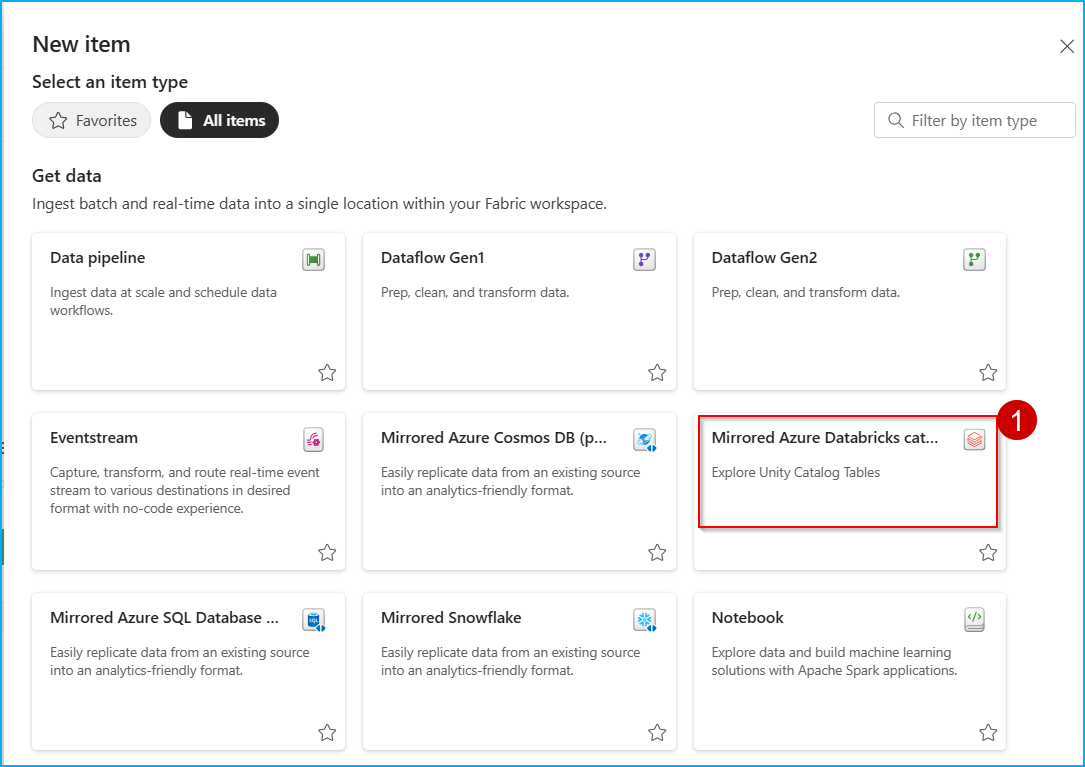 New item
Select an item type
Favorites
All items
Filter by item type
Get data
Ingest batch and real-time data into a single location within your Fabric workspace.
Data pipeline
Ingest data at scale and schedule data
workflows.
Dataflow Gen1
Prep, clean, and transform data.
Dataflow Gen2
Prep, clean, and transform data.
Eventstream
Capture, transform, and route real-time event
stream to various destinations in desired
format with no-code experience.
Mirrored Azure Cosmos DB (p...
Easily replicate data from an existing source
into an analytics-friendly format.
Mirrored Azure Databricks cat...
Explore Unity Catalog Tables
1
Mirrored Azure SQL Database ...
SQL
Easily replicate data from an existing source
into an analytics-friendly format.
Mirrored Snowflake
Easily replicate data from an existing source
into an analytics-friendly format.
Notebook
Explore data and build machine learning
solutions with Apache Spark applications.